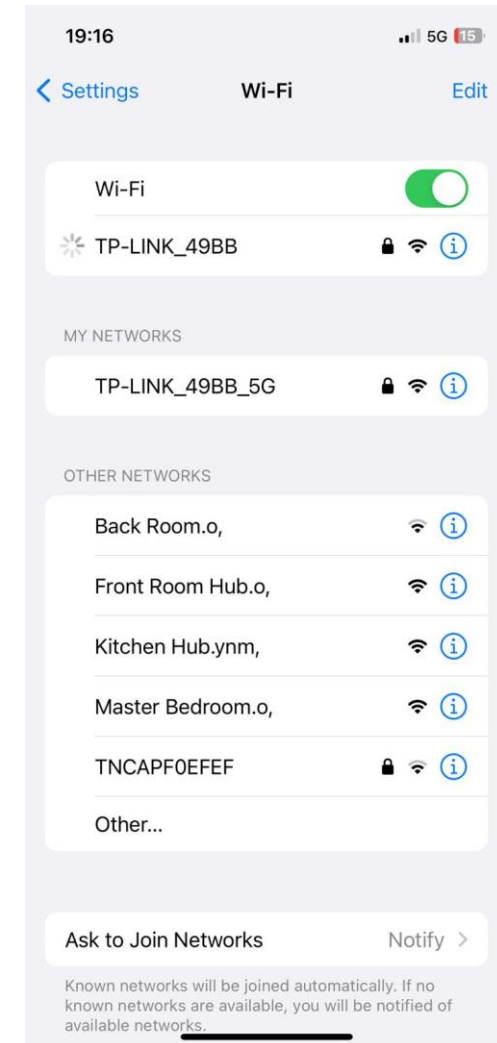 19:16 5G 15
Settings Wi-Fi Edit
Wi-Fi
TP-LINK_49BB
MY NETWORKS
TP-LINK_49BB_5G
OTHER NETWORKS
Back Room.o,
Front Room Hub.o,
Kitchen Hub.ynm,
Master Bedroom.o,
TNCAPF0EFEF
Other...
Ask to Join Networks Notify
Known networks will be joined automatically. If no
known networks are available, you will be notified of
available networks.